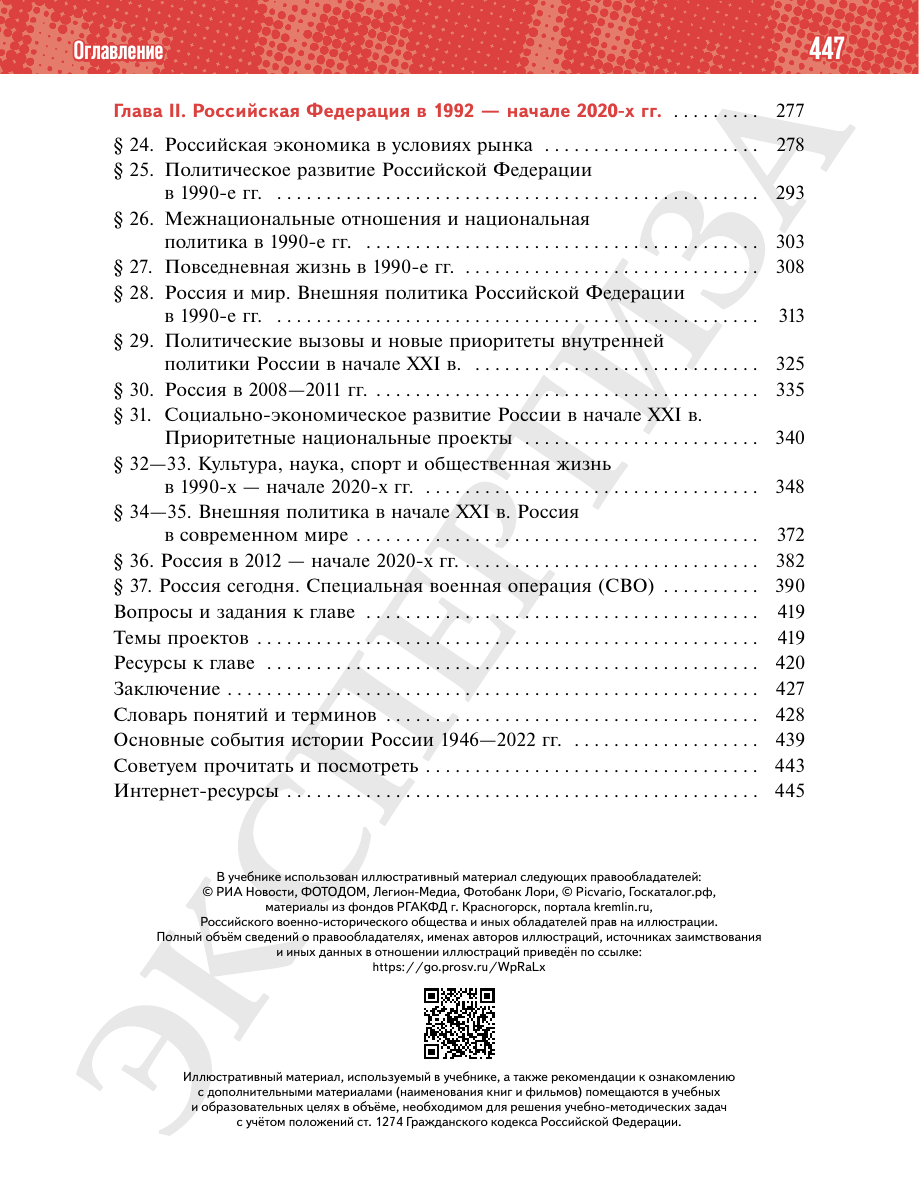 Оглавление
447
Глава II. Российская Федерация в 1992 — начале 2020-х гг. . . . . . . . . . 277
§ 24. Российская экономика в условиях рынка . . . . . . . . . . . . . . . . . . . . . . 278
§ 25. Политическое развитие Российской Федерации
в 1990-е гг. . . . . . . . . . . . . . . . . . . . . . . . . . . . . . . . . . . . . . . . . . . . . . . . . . 293
§ 26. Межнациональные отношения и национальная
политика в 1990-е гг. . . . . . . . . . . . . . . . . . . . . . . . . . . . . . . . . . . . . . . . . 303
§ 27. Повседневная жизнь в 1990-е гг. . . . . . . . . . . . . . . . . . . . . . . . . . . . . . . 308
§ 28. Россия и мир. Внешняя политика Российской Федерации
в 1990-е гг. . . . . . . . . . . . . . . . . . . . . . . . . . . . . . . . . . . . . . . . . . . . . . . . . . 313
§ 29. Политические вызовы и новые приоритеты внутренней
политики России в начале XXI в. . . . . . . . . . . . . . . . . . . . . . . . . . . . . . 325
§ 30. Россия в 2008—2011 гг. . . . . . . . . . . . . . . . . . . . . . . . . . . . . . . . . . . . . . . . 335
§ 31. Социально-экономическое развитие России в начале XXI в.
Приоритетные национальные проекты . . . . . . . . . . . . . . . . . . . . . . . . 340
§ 32—33. Культура, наука, спорт и общественная жизнь
в 1990-х — начале 2020-х гг. . . . . . . . . . . . . . . . . . . . . . . . . . . . . . . . . . . 348
§ 34—35. Внешняя политика в начале XXI в. Россия
в современном мире . . . . . . . . . . . . . . . . . . . . . . . . . . . . . . . . . . . . . . . . . 372
§ 36. Россия в 2012 — начале 2020-х гг. . . . . . . . . . . . . . . . . . . . . . . . . . . . . . . 382
§ 37. Россия сегодня. Специальная военная операция (СВО) . . . . . . . . . . 390
Вопросы и задания к главе . . . . . . . . . . . . . . . . . . . . . . . . . . . . . . . . . . . . . . . . 419
Темы проектов . . . . . . . . . . . . . . . . . . . . . . . . . . . . . . . . . . . . . . . . . . . . . . . . . . . 419
Ресурсы к главе . . . . . . . . . . . . . . . . . . . . . . . . . . . . . . . . . . . . . . . . . . . . . . . . . . 420
Заключение . . . . . . . . . . . . . . . . . . . . . . . . . . . . . . . . . . . . . . . . . . . . . . . . . . . . . . 427
Словарь понятий и терминов . . . . . . . . . . . . . . . . . . . . . . . . . . . . . . . . . . . . . . 428
Основные события истории России 1946—2022 гг. . . . . . . . . . . . . . . . . . . . 439
Советуем прочитать и посмотреть . . . . . . . . . . . . . . . . . . . . . . . . . . . . . . . . . . 443
Интернет-ресурсы . . . . . . . . . . . . . . . . . . . . . . . . . . . . . . . . . . . . . . . . . . . . . . . . 445
ЭКСПЕРТИЗА
В учебнике использован иллюстративный материал следующих правообладателей:
© РИА Новости, ФОТОДОМ, Легион-Медиа, Фотобанк Лори, © Picvario, Госкаталог.рф,
материалы из фондов РГАКФД г. Красногорск, портала kremlin.ru,
Российского военно-исторического общества и иных обладателей прав на иллюстрации.
Полный объём сведений о правообладателях, именах авторов иллюстраций, источниках заимствования
и иных данных в отношении иллюстраций приведён по ссылке:
https://go.prosv.ru/WpRaLx
Иллюстративный материал, используемый в учебнике, а также рекомендации к ознакомлению
с дополнительными материалами (наименования книг и фильмов) помещаются в учебных
и образовательных целях в объёме, необходимом для решения учебно-методических задач
с учётом положений ст. 1274 Гражданского кодекса Российской Федерации.